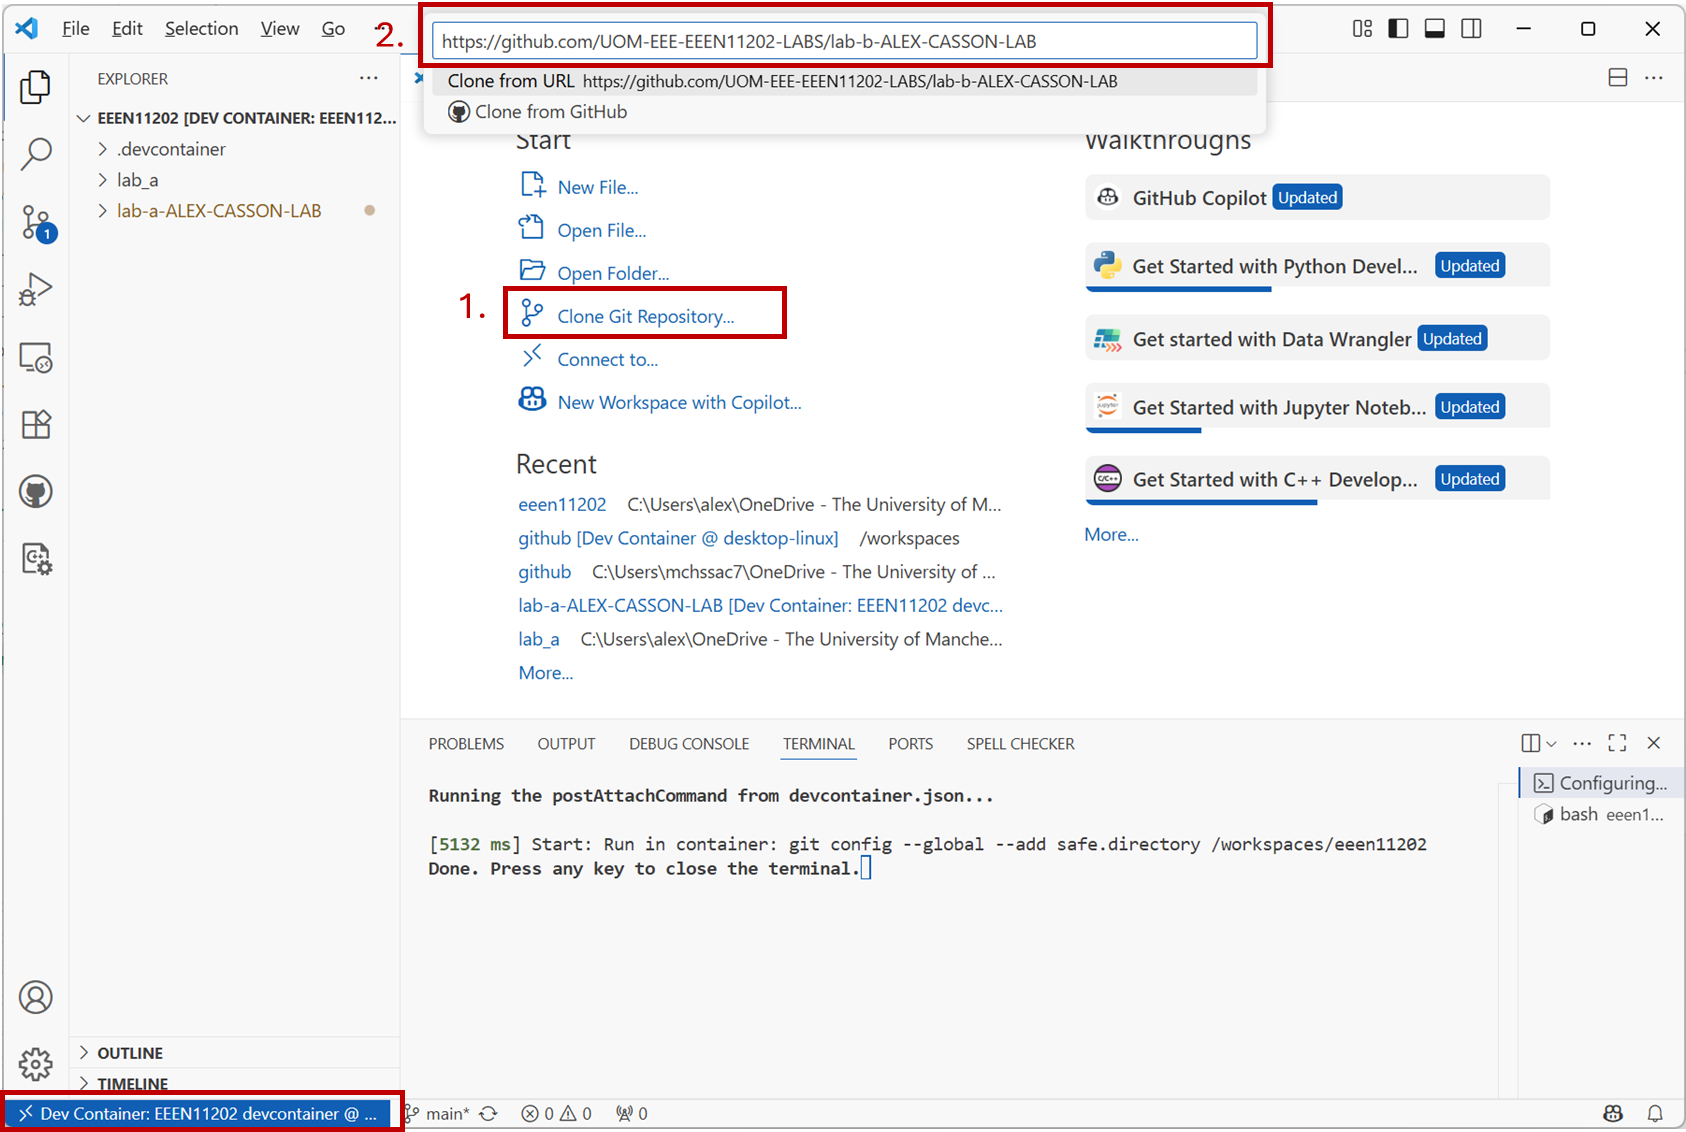 File Edit Selection View Go
2.
https://github.com/UOM-EEE-EEEN11202-LABS/lab-b-ALEX-CASSON-LAB
Clone from URL https://github.com/UOM-EEE-EEEN11202-LABS/lab-b-ALEX-CASSON-LAB
Clone from GitHub
EXPLORER
EEEN11202 [DEV CONTAINER: EEEN112...
.devcontainer
lab_a
lab-a-ALEX-CASSON-LAB
1
Start
New File...
Open File...
Open Folder...
1.
Clone Git Repository...
Connect to...
New Workspace with Copilot...
Recent
eeen11202 C:\Users\alex\OneDrive - The University of M...
github [Dev Container @ desktop-linux] /workspaces
github C:\Users\mchssac7\OneDrive - The University of ...
lab-a-ALEX-CASSON-LAB [Dev Container: EEEN11202 devc...
lab_a C:\Users\alex\OneDrive - The University of Manche...
More...
Walkthroughs
GitHub Copilot Updated
Get Started with Python Devel... Updated
Get started with Data Wrangler Updated
jupyter
Get Started with Jupyter Noteb... Updated
C/C++
Get Started with C++ Develop... Updated
More...
PROBLEMS OUTPUT DEBUG CONSOLE TERMINAL PORTS SPELL CHECKER
Running the postAttachCommand from devcontainer.json...
[5132 ms] Start: Run in container: git config --global --add safe.directory /workspaces/eeen11202
Done. Press any key to close the terminal.
Configuring...
bash eeen1...
OUTLINE
TIMELINE
Dev Container: EEEN11202 devcontainer @ ... main* 0 0 0